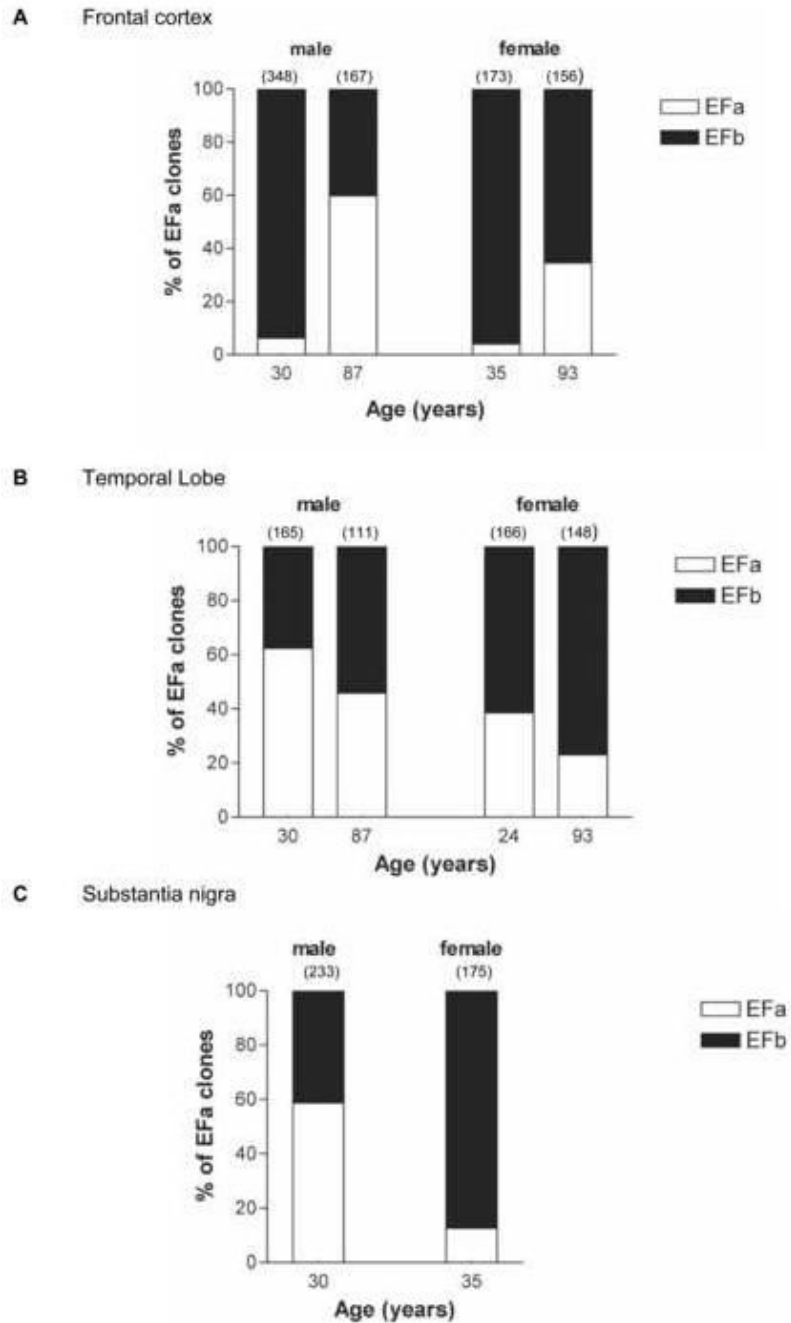 A Frontal cortex
male female
(348) (167) (173) (156)
100
80
60
40
20
0
% of EFa clones
EFa
EFb
30 87 35 93
Age (years)
B Temporal Lobe
male female
(165) (111) (166) (148)
100
80
60
40
20
0
% of EFa clones
EFa
EFb
30 87 24 93
Age (years)
C Substantia nigra
male female
(233) (175)
100
80
60
40
20
0
% of EFa clones
EFa
EFb
30 35
Age (years)